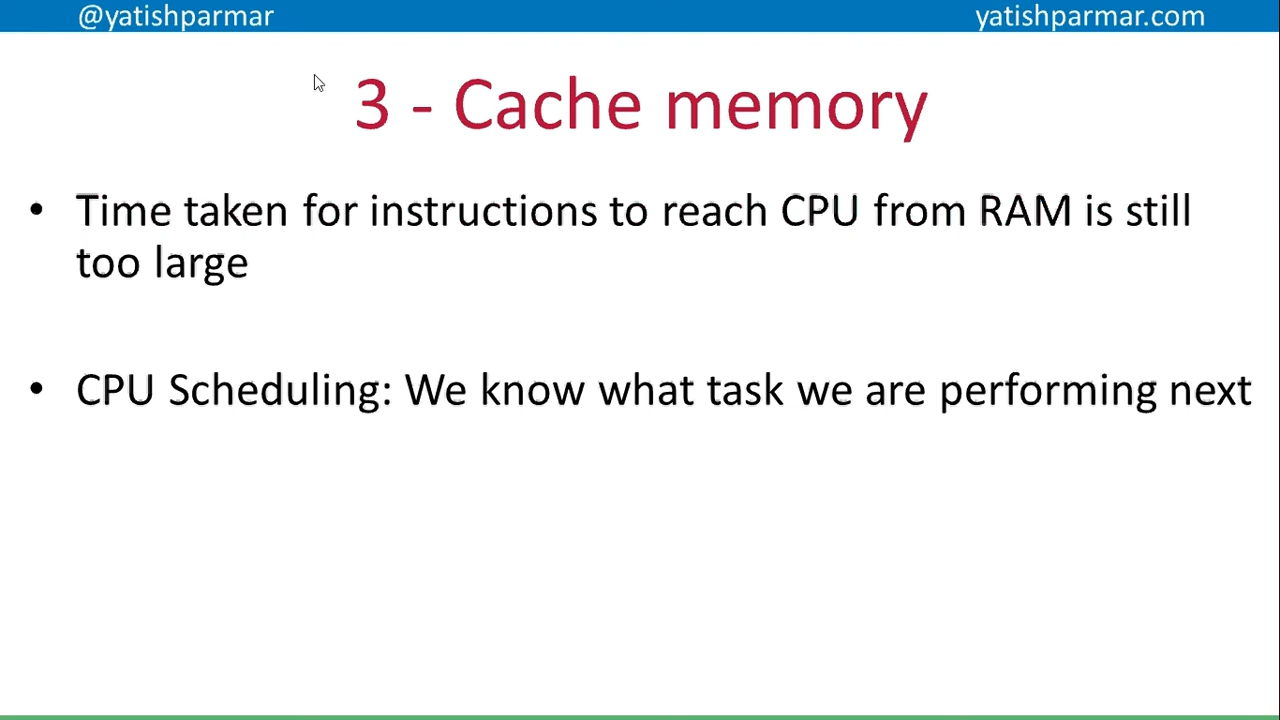 @yatishparmar
yatishparmar.com
3 - Cache memory
• Time taken for instructions to reach CPU from RAM is still
too large
• CPU Scheduling: We know what task we are performing next